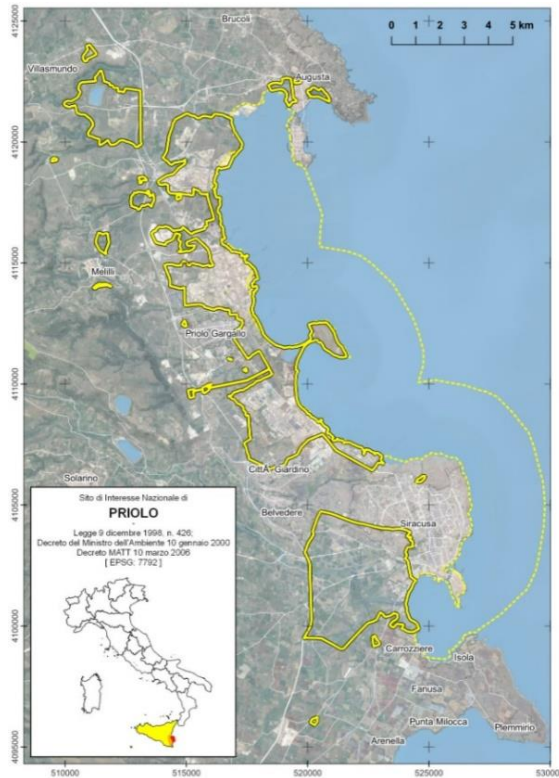 4125000
4120000
4115000
4110000
4105000
4100000
4095000
Brucoli
0 1 2 3 4 5 km
Villasmundo
Augusta
Melilli
Priolo Gargallo
Solarino
CittÃ Giardino
Belvedere
Siracusa
Carrozziere
Isola
Fanusa
Punta Milocca
Plemmirio
Arenella
Sito di Interesse Nazionale di
PRIOLO
-
Legge 9 dicembre 1998, n. 426;
Decreto del Ministro dell'Ambiente 10 gennaio 2000
Decreto MATT 10 marzo 2006
[ EPSG: 7792 ]
510000 515000 520000 525000 530000